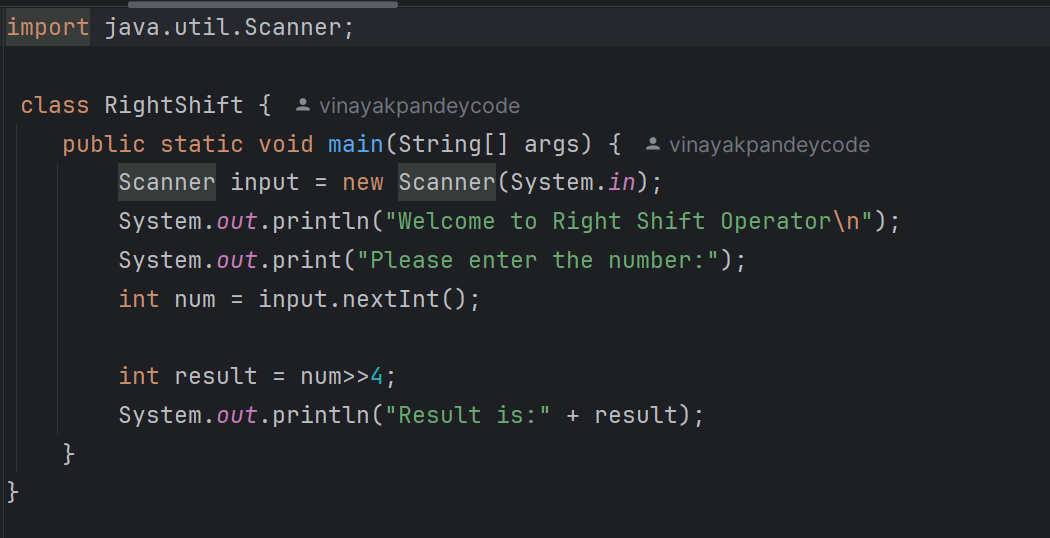 import java.util.Scanner;
class RightShift { vinayakpandeycode
public static void main(String[] args) { vinayakpandeycode
Scanner input = new Scanner(System.in);
System.out.println("Welcome to Right Shift Operator\n");
System.out.print("Please enter the number:");
int num = input.nextInt();
int result = num>>4;
System.out.println("Result is:" + result);
}
}